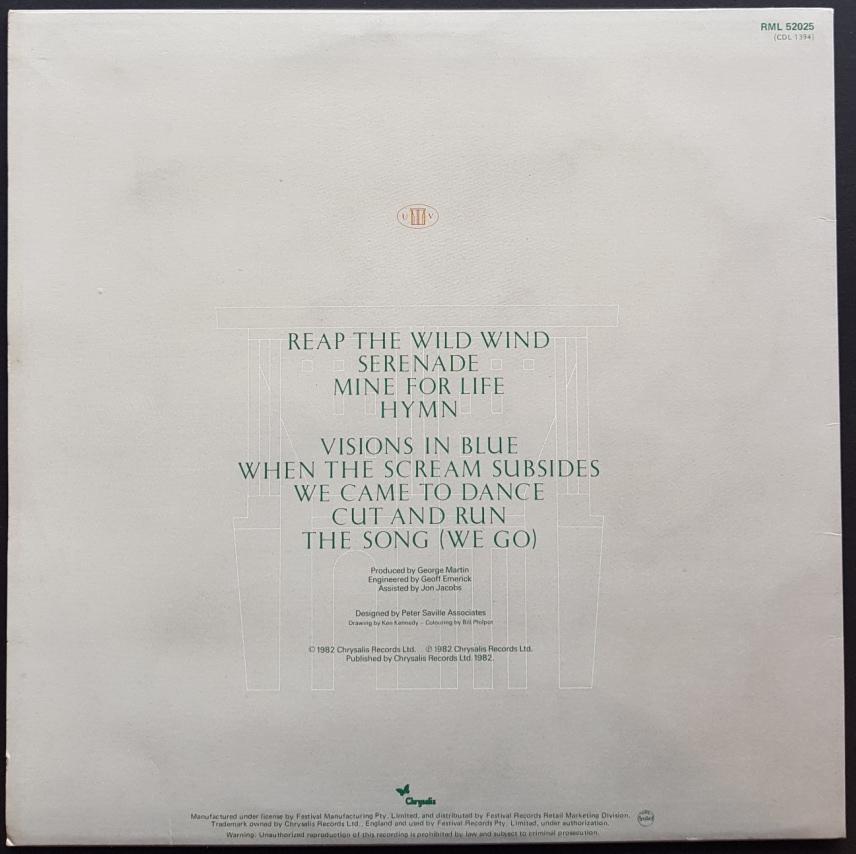 RML 52025
(CDL 1394)
U V
REAP THE WILD WIND
SERENADE
MINE FOR LIFE
HYMN
VISIONS IN BLUE
WHEN THE SCREAM SUBSIDES
WE CAME TO DANCE
CUT AND RUN
THE SONG (WE GO)
Produced by George Martin
Engineered by Geoff Emerick
Assisted by Jon Jacobs
Designed by Peter Saville Associates
Drawing by Ken Kennedy – Colouring by Bill Philpot
© 1982 Chrysalis Records Ltd. ℗ 1982 Chrysalis Records Ltd.
Published by Chrysalis Records Ltd. 1982.
Chrysalis
Manufactured under license by Festival Manufacturing Pty. Limited, and distributed by Festival Records Retail Marketing Division.
Trademark owned by Chrysalis Records Ltd., England and used by Festival Records Pty. Limited, under authorization.
Warning: Unauthorized reproduction of this recording is prohibited by law and subject to criminal prosecution.